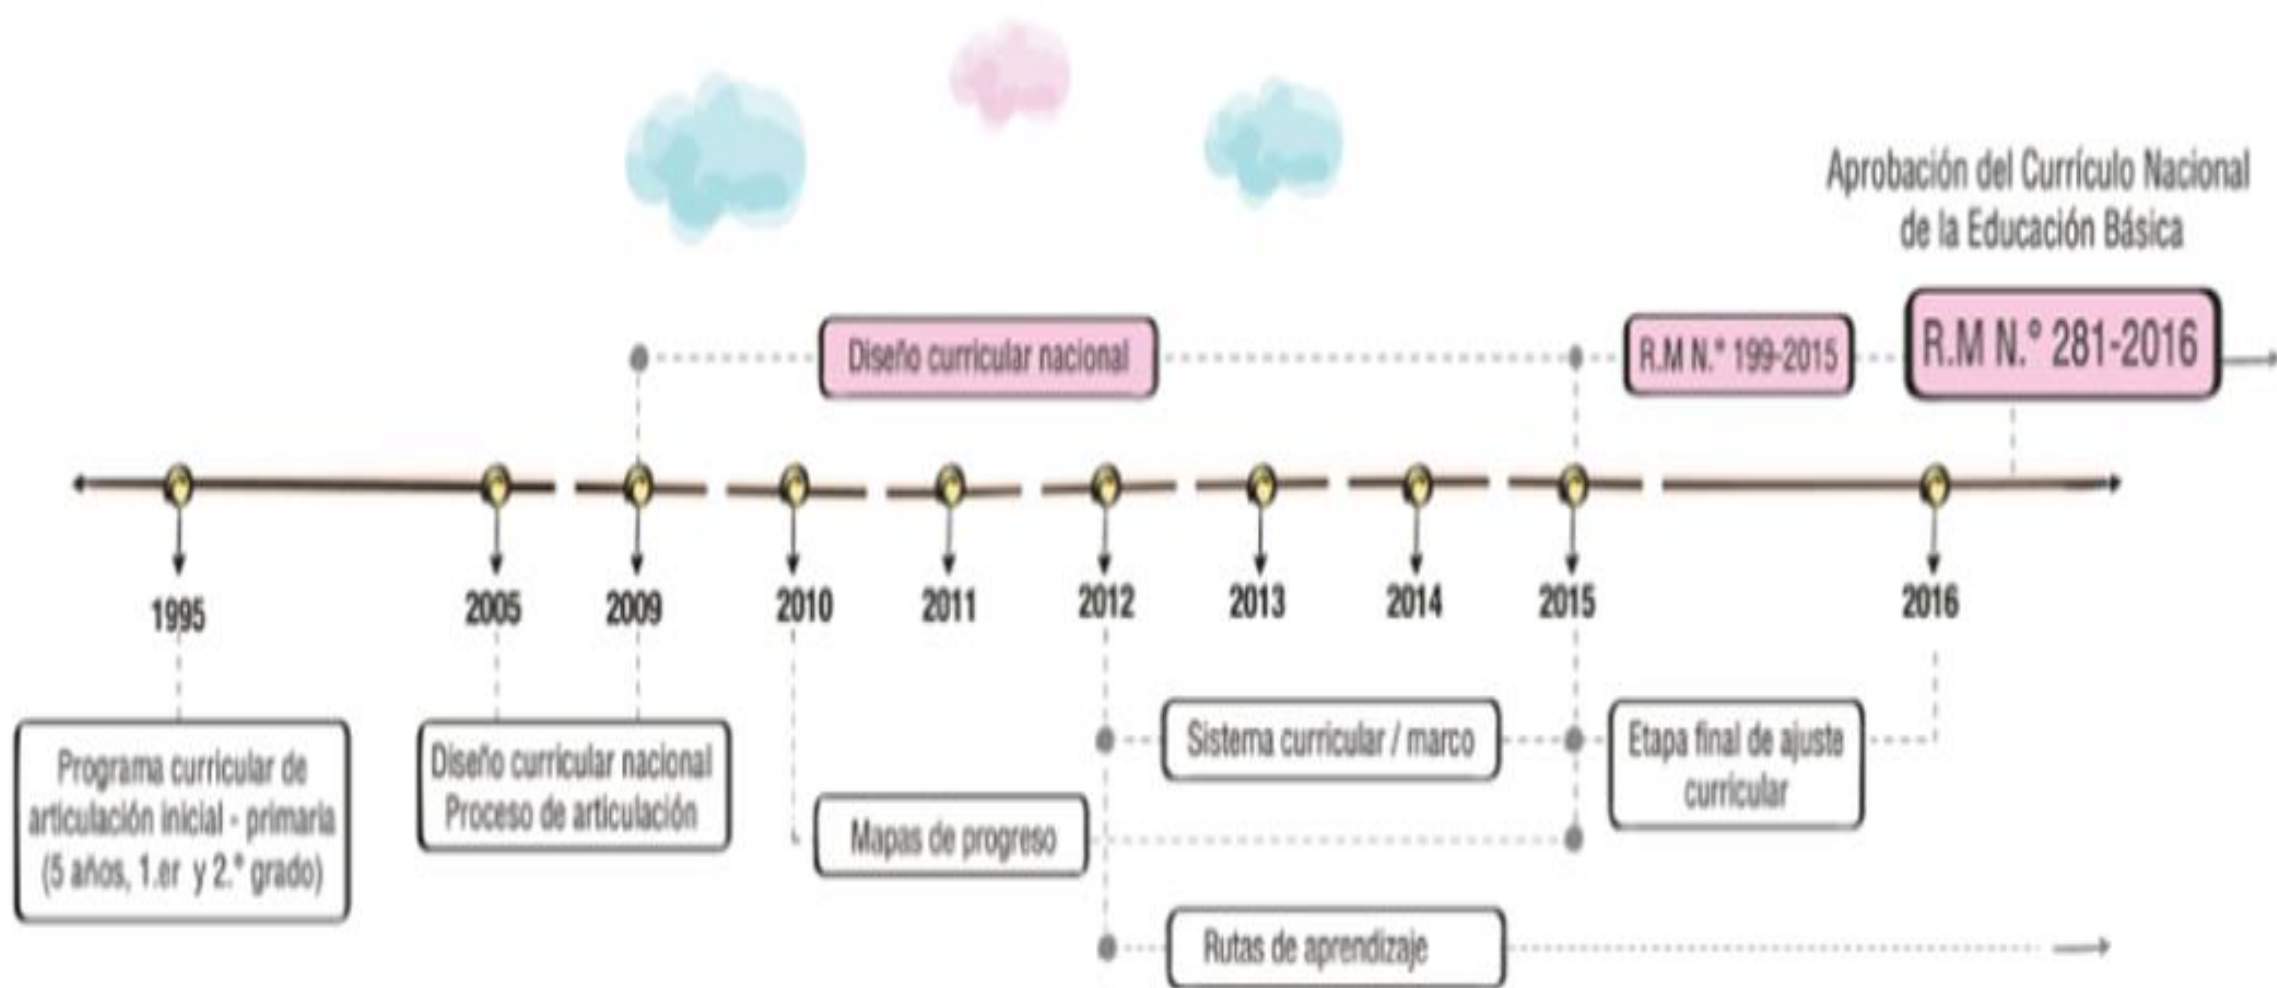 Aprobación del Currículo Nacional
de la Educación Básica
Diseño curricular nacional
R.M N.° 199-2015
R.M N.° 281-2016
1995
2005
2009
2010
2011
2012
2013
2014
2015
2016
Programa curricular de
articulación inicial - primaria
(5 años, 1.er y 2.° grado)
Diseño curricular nacional
Proceso de articulación
Sistema curricular / marco
Etapa final de ajuste
curricular
Mapas de progreso
Rutas de aprendizaje